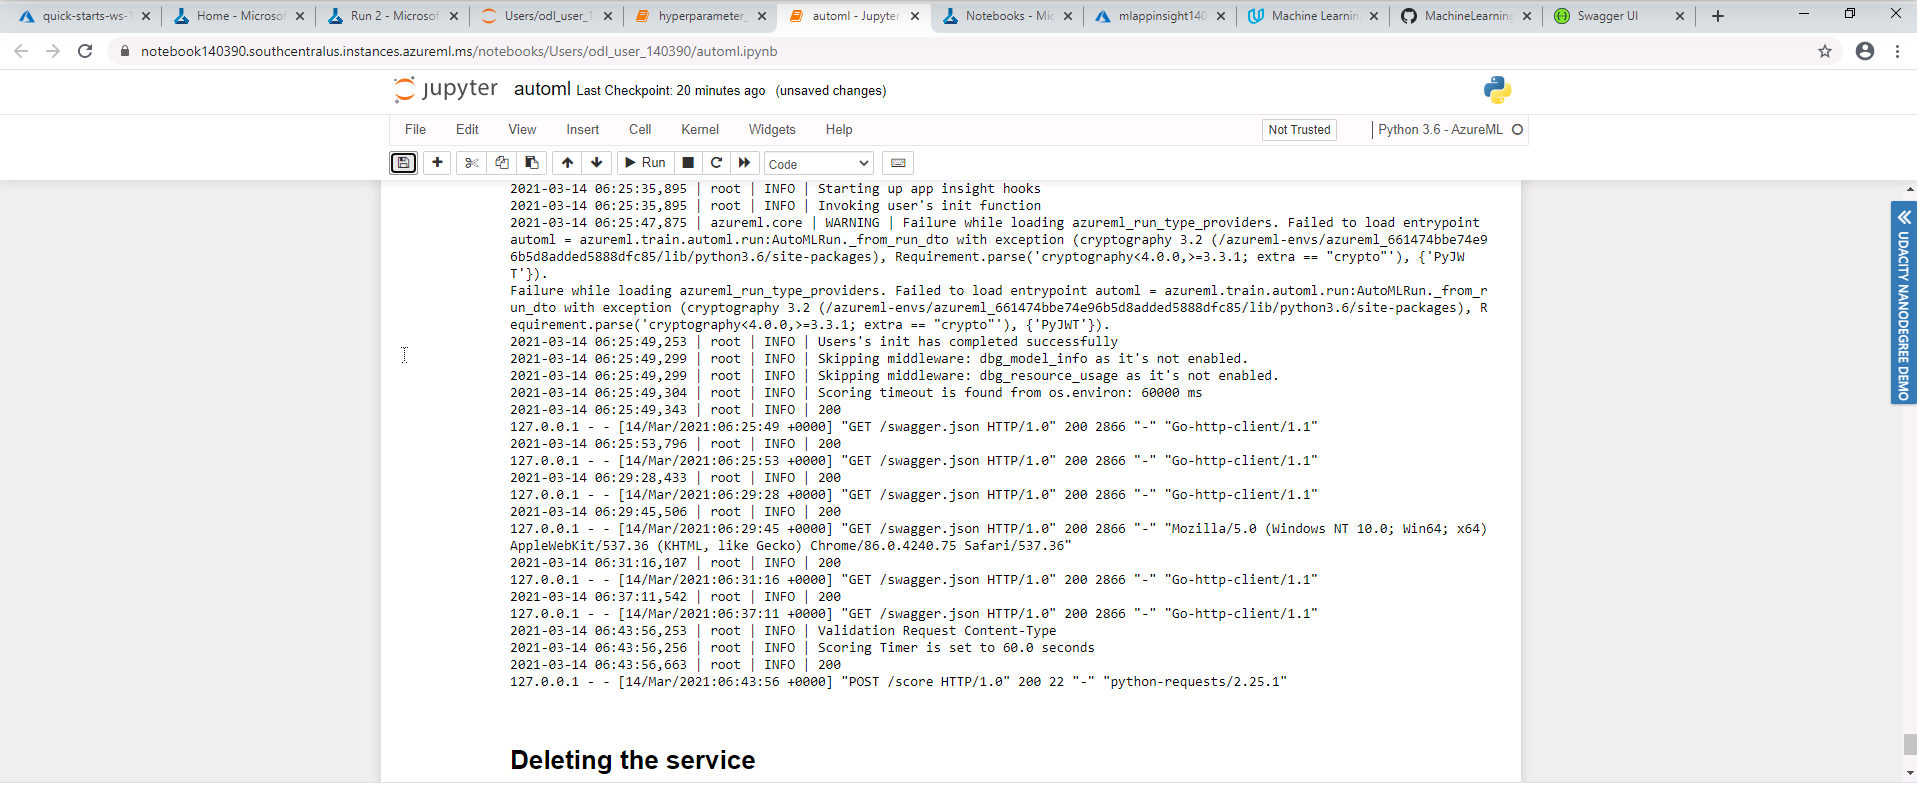 quick-starts-ws-1
Home - Microsof
Run 2 - Microsof
Users/odl_user_1
hyperparameter_
automl - Jupyter
Notebooks - Mic
mlappinsight140
Machine Learnin
MachineLearning
Swagger UI
notebook140390.southcentralus.instances.azureml.ms/notebooks/Users/odl_user_140390/automl.ipynb
jupyter automl Last Checkpoint: 20 minutes ago (unsaved changes)
File Edit View Insert Cell Kernel Widgets Help Not Trusted Python 3.6 - AzureML
Run Code
2021-03-14 06:25:35,895 | root | INFO | Starting up app insight hooks
2021-03-14 06:25:35,895 | root | INFO | Invoking user's init function
2021-03-14 06:25:47,875 | azureml.core | WARNING | Failure while loading azureml_run_type_providers. Failed to load entrypoint
automl = azureml.train.automl.run:AutoMLRun._from_run_dto with exception (cryptography 3.2 (/azureml-envs/azureml_661474bbe74e9
6b5d8added5888dfc85/lib/python3.6/site-packages), Requirement.parse('cryptography<4.0.0,>=3.3.1; extra == "crypto"'), {'PyJW
T'}).
Failure while loading azureml_run_type_providers. Failed to load entrypoint automl = azureml.train.automl.run:AutoMLRun._from_r
un_dto with exception (cryptography 3.2 (/azureml-envs/azureml_661474bbe74e96b5d8added5888dfc85/lib/python3.6/site-packages), R
equirement.parse('cryptography<4.0.0,>=3.3.1; extra == "crypto"'), {'PyJWT'}).
2021-03-14 06:25:49,253 | root | INFO | Users's init has completed successfully
2021-03-14 06:25:49,299 | root | INFO | Skipping middleware: dbg_model_info as it's not enabled.
2021-03-14 06:25:49,299 | root | INFO | Skipping middleware: dbg_resource_usage as it's not enabled.
2021-03-14 06:25:49,304 | root | INFO | Scoring timeout is found from os.environ: 60000 ms
2021-03-14 06:25:49,343 | root | INFO | 200
127.0.0.1 - - [14/Mar/2021:06:25:49 +0000] "GET /swagger.json HTTP/1.0" 200 2866 "-" "Go-http-client/1.1"
2021-03-14 06:25:53,796 | root | INFO | 200
127.0.0.1 - - [14/Mar/2021:06:25:53 +0000] "GET /swagger.json HTTP/1.0" 200 2866 "-" "Go-http-client/1.1"
2021-03-14 06:29:28,433 | root | INFO | 200
127.0.0.1 - - [14/Mar/2021:06:29:28 +0000] "GET /swagger.json HTTP/1.0" 200 2866 "-" "Go-http-client/1.1"
2021-03-14 06:29:45,506 | root | INFO | 200
127.0.0.1 - - [14/Mar/2021:06:29:45 +0000] "GET /swagger.json HTTP/1.0" 200 2866 "-" "Mozilla/5.0 (Windows NT 10.0; Win64; x64)
AppleWebKit/537.36 (KHTML, like Gecko) Chrome/86.0.4240.75 Safari/537.36"
2021-03-14 06:31:16,107 | root | INFO | 200
127.0.0.1 - - [14/Mar/2021:06:31:16 +0000] "GET /swagger.json HTTP/1.0" 200 2866 "-" "Go-http-client/1.1"
2021-03-14 06:37:11,542 | root | INFO | 200
127.0.0.1 - - [14/Mar/2021:06:37:11 +0000] "GET /swagger.json HTTP/1.0" 200 2866 "-" "Go-http-client/1.1"
2021-03-14 06:43:56,253 | root | INFO | Validation Request Content-Type
2021-03-14 06:43:56,256 | root | INFO | Scoring Timer is set to 60.0 seconds
2021-03-14 06:43:56,663 | root | INFO | 200
127.0.0.1 - - [14/Mar/2021:06:43:56 +0000] "POST /score HTTP/1.0" 200 22 "-" "python-requests/2.25.1"
Deleting the service
UDACITY NANODEGREE DEMO